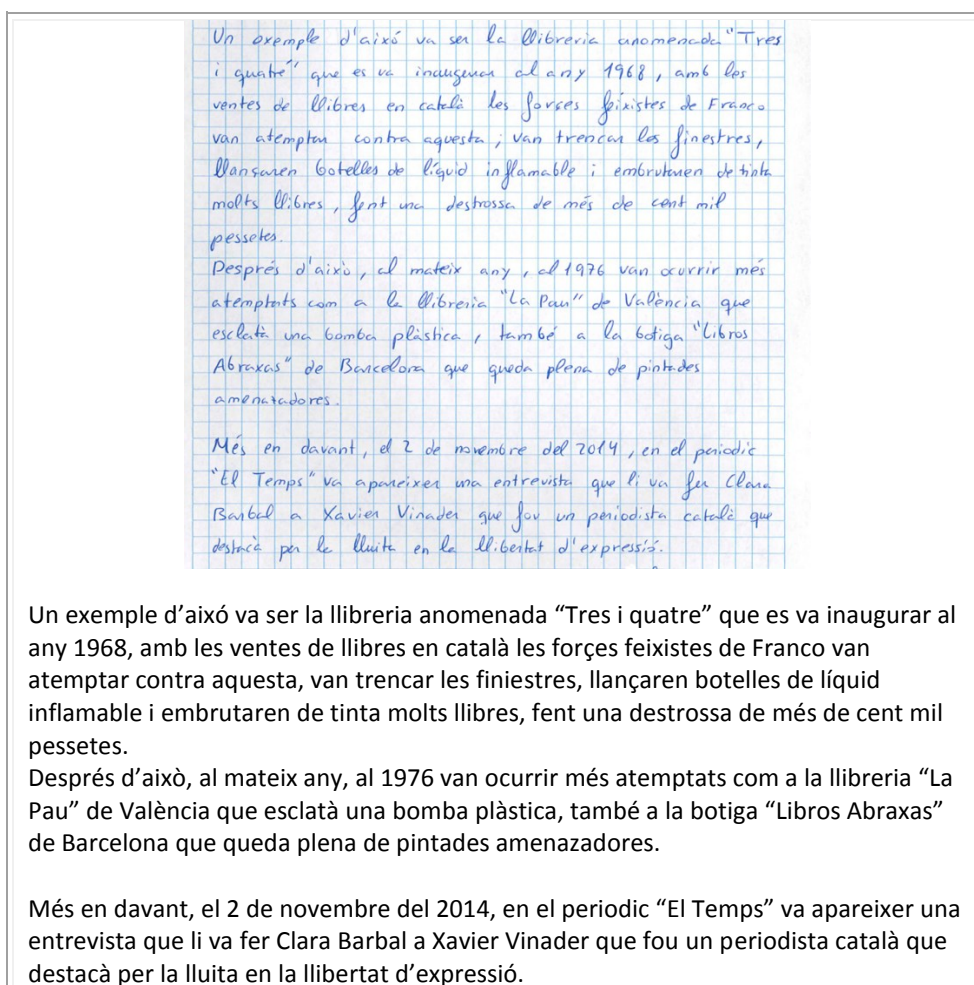 Un exemple d'aixó va ser la llibreria anomenada "Tres
i quatre" que es va inaugurar al any 1968, amb les
ventes de llibres en català les forses feixistes de Franco
van atemptar contra aquesta; van trencar les finestres,
llançaren botelles de líquid inflamable i embrutaren de tinta
molts llibres, fent una destrossa de més de cent mil
pessetes.
Després d'això, al mateix any, al 1976 van ocurrir més
atemptats com a la llibreria "La Pau" de València que
esclatà una bomba plàstica, també a la botiga "Libros
Abraxas" de Barcelona que queda plena de pintades
amenazadores.
Més en davant, el 2 de novembre del 2014, en el periodic
"El Temps" va apareixer una entrevista que li va fer Clara
Barbal a Xavier Vinader que fou un periodista català que
destacà per la lluita en la llibertat d'expressió.
Un exemple d'aixó va ser la llibreria anomenada "Tres i quatre" que es va inaugurar al
any 1968, amb les ventes de llibres en català les forçes feixistes de Franco van
atemptar contra aquesta, van trencar les finiestres, llançaren botelles de líquid
inflamable i embrutaren de tinta molts llibres, fent una destrossa de més de cent mil
pessetes.
Després d'això, al mateix any, al 1976 van ocurrir més atemptats com a la llibreria "La
Pau" de València que esclatà una bomba plàstica, també a la botiga "Libros Abraxas"
de Barcelona que queda plena de pintades amenazadores.
Més en davant, el 2 de novembre del 2014, en el periodic "El Temps" va apareixer una
entrevista que li va fer Clara Barbal a Xavier Vinader que fou un periodista català que
destacà per la lluita en la llibertat d'expressió.